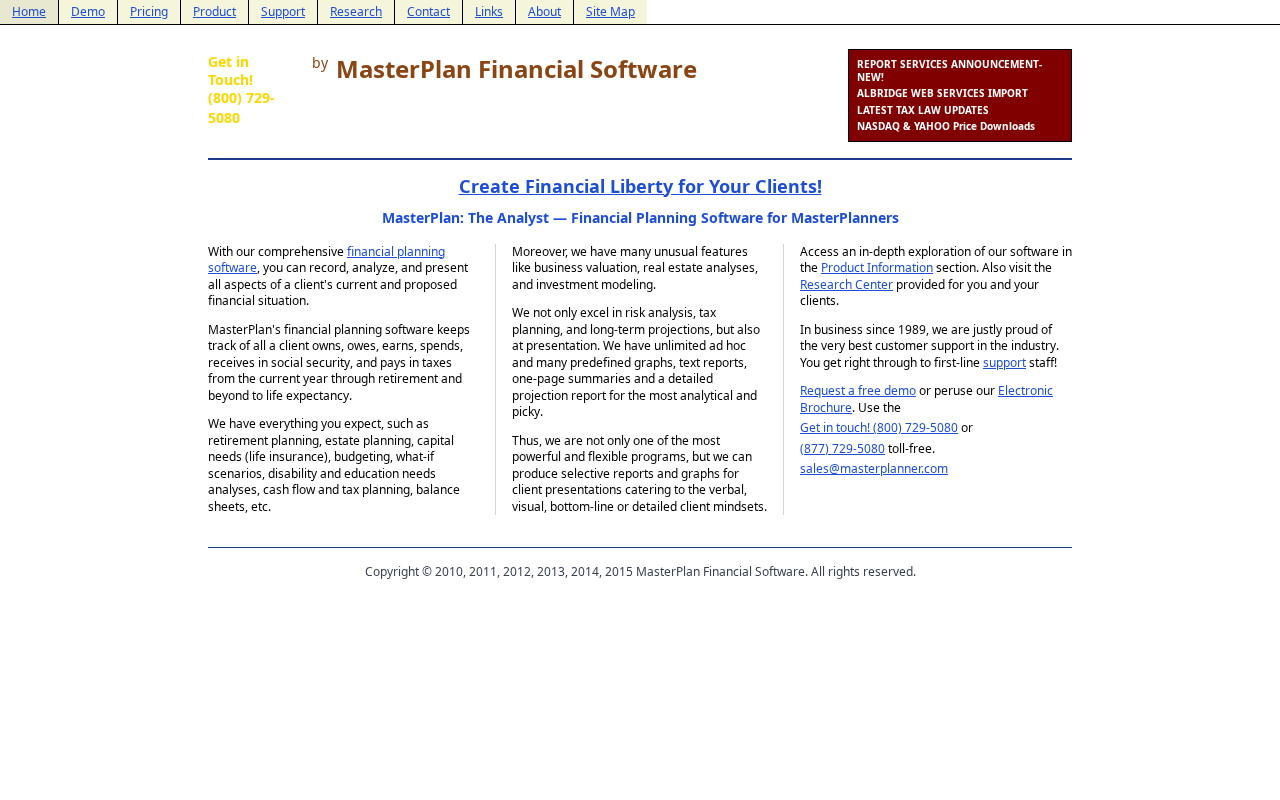 Home Demo Pricing Product Support Research Contact Links About Site Map
Get in
Touch!
(800) 729-
5080
by MasterPlan Financial Software
REPORT SERVICES ANNOUNCEMENT-
NEW!
ALBRIDGE WEB SERVICES IMPORT
LATEST TAX LAW UPDATES
NASDAQ & YAHOO Price Downloads
Create Financial Liberty for Your Clients!
MasterPlan: The Analyst — Financial Planning Software for MasterPlanners
With our comprehensive financial planning
software, you can record, analyze, and present
all aspects of a client's current and proposed
financial situation.
MasterPlan's financial planning software keeps
track of all a client owns, owes, earns, spends,
receives in social security, and pays in taxes
from the current year through retirement and
beyond to life expectancy.
We have everything you expect, such as
retirement planning, estate planning, capital
needs (life insurance), budgeting, what-if
scenarios, disability and education needs
analyses, cash flow and tax planning, balance
sheets, etc.
Moreover, we have many unusual features
like business valuation, real estate analyses,
and investment modeling.
We not only excel in risk analysis, tax
planning, and long-term projections, but also
at presentation. We have unlimited ad hoc
and many predefined graphs, text reports,
one-page summaries and a detailed
projection report for the most analytical and
picky.
Thus, we are not only one of the most
powerful and flexible programs, but we can
produce selective reports and graphs for
client presentations catering to the verbal,
visual, bottom-line or detailed client mindsets.
Access an in-depth exploration of our software in
the Product Information section. Also visit the
Research Center provided for you and your
clients.
In business since 1989, we are justly proud of
the very best customer support in the industry.
You get right through to first-line support staff!
Request a free demo or peruse our Electronic
Brochure. Use the
Get in touch! (800) 729-5080 or
(877) 729-5080 toll-free.
sales@masterplanner.com
Copyright © 2010, 2011, 2012, 2013, 2014, 2015 MasterPlan Financial Software. All rights reserved.